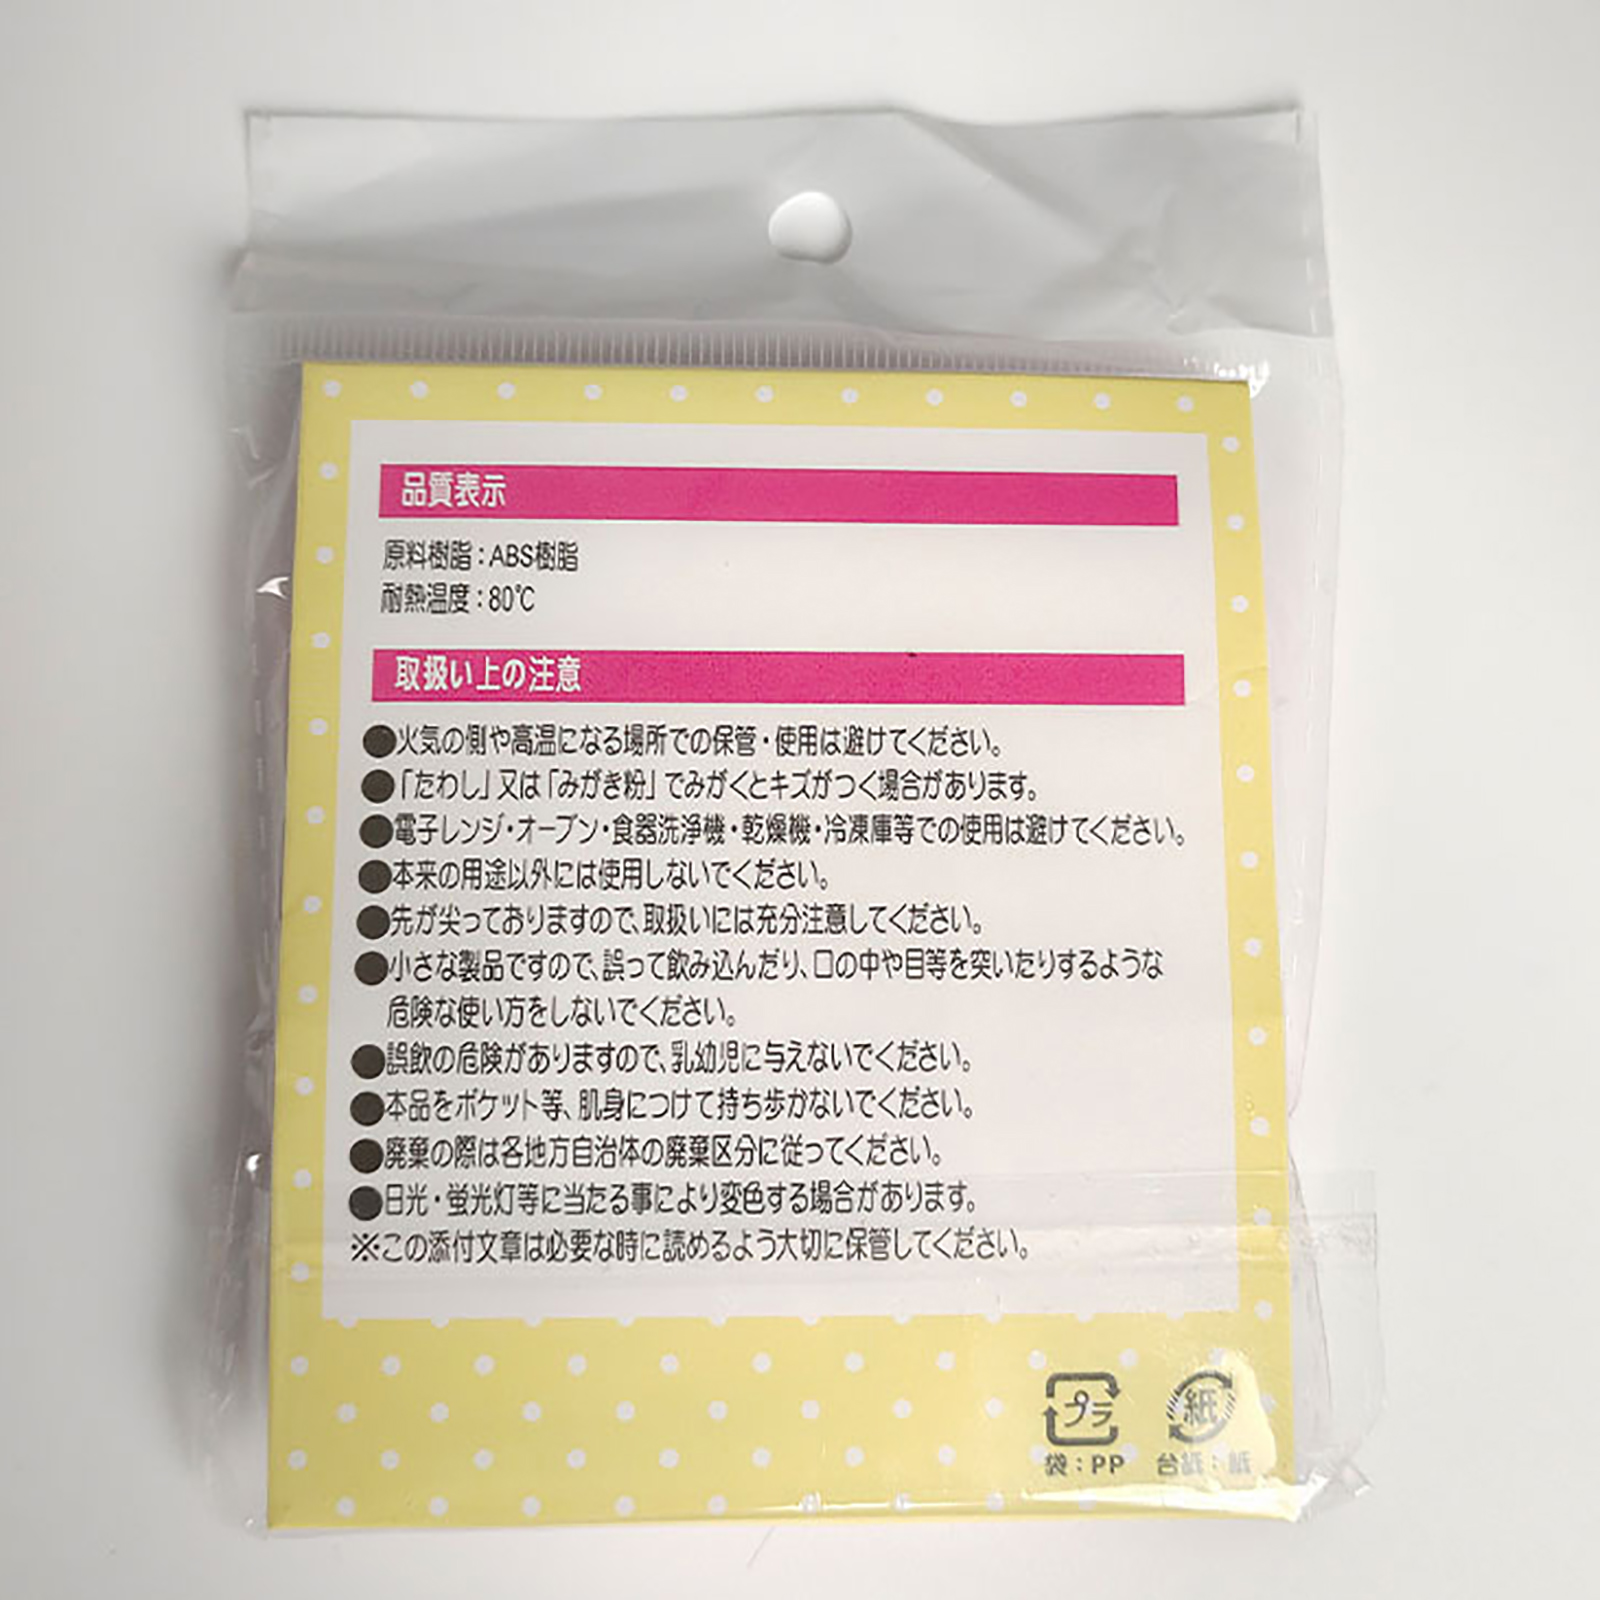 品質表示
原料樹脂:ABS樹脂
耐熱温度:80℃
取扱い上の注意
●火気の側や高温になる場所での保管・使用は避けてください。
●「たわし」又は「みがき粉」でみがくとキズがつく場合があります。
●電子レンジ・オーブン・食器洗浄機・乾燥機・冷凍庫等での使用は避けてください。
●本来の用途以外には使用しないでください。
●先が尖っておりますので、取扱いには充分注意してください。
●小さな製品ですので、誤って飲み込んだり、口の中や目等を突いたりするような
危険な使い方をしないでください。
●誤飲の危険がありますので、乳幼児に与えないでください。
●本品をポケット等、肌身につけて持ち歩かないでください。
●廃棄の際は各地方自治体の廃棄区分に従ってください。
●日光・蛍光灯等に当たる事により変色する場合があります。
※この添付文章は必要な時に読めるよう大切に保管してください。
プラ 紙
袋:PP 台紙:紙